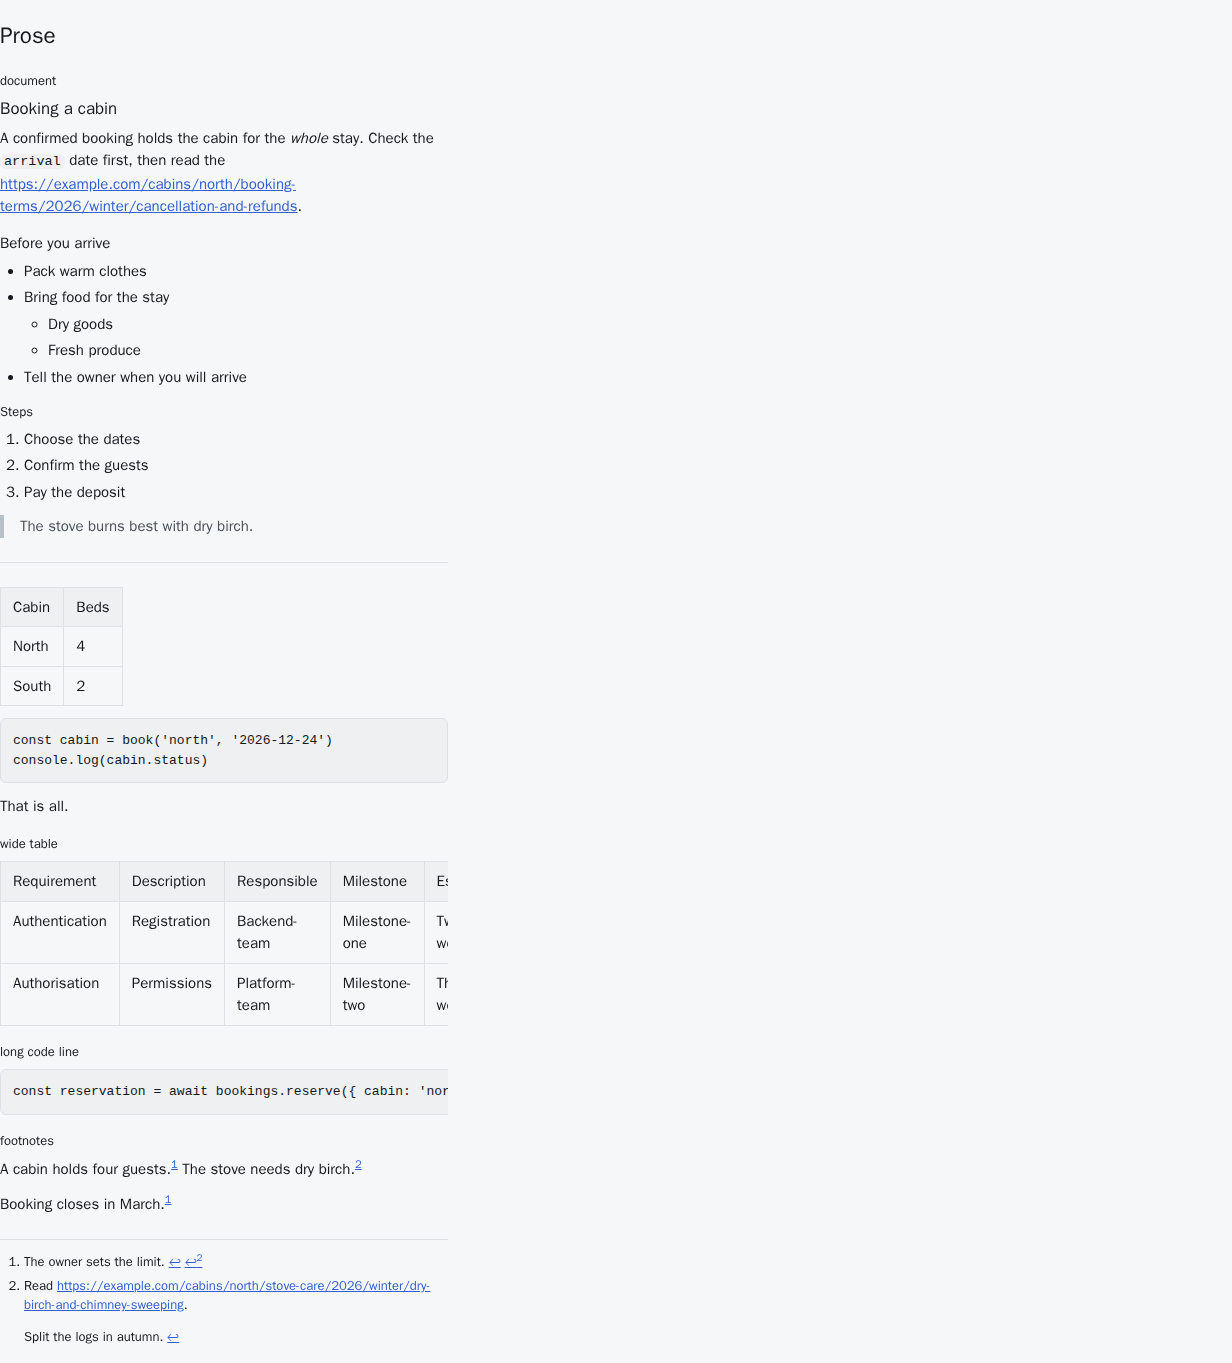 Prose
document
Booking a cabin
A confirmed booking holds the cabin for the whole stay. Check the
arrival date first, then read the
https://example.com/cabins/north/booking-
terms/2026/winter/cancellation-and-refunds.
Before you arrive
• Pack warm clothes
• Bring food for the stay
◦ Dry goods
◦ Fresh produce
• Tell the owner when you will arrive
Steps
1. Choose the dates
2. Confirm the guests
3. Pay the deposit
The stove burns best with dry birch.
Cabin Beds
North 4
South 2
const cabin = book('north', '2026-12-24')
console.log(cabin.status)
That is all.
wide table
Requirement Description Responsible Milestone
Authentication Registration Backend- Milestone-
team one
Authorisation Permissions Platform- Milestone-
team two
long code line
const reservation = await bookings.reserve({ cabin: 'nor
footnotes
A cabin holds four guests.1 The stove needs dry birch.2
Booking closes in March.1
1. The owner sets the limit. ↩ ↩2
2. Read https://example.com/cabins/north/stove-care/2026/winter/dry-
birch-and-chimney-sweeping.
Split the logs in autumn. ↩